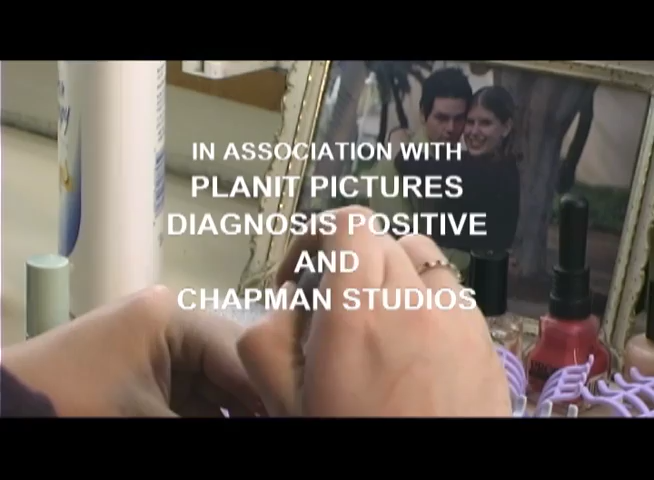 IN ASSOCIATION WITH
PLANIT PICTURES
DIAGNOSIS POSITIVE
AND
CHAPMAN STUDIOS